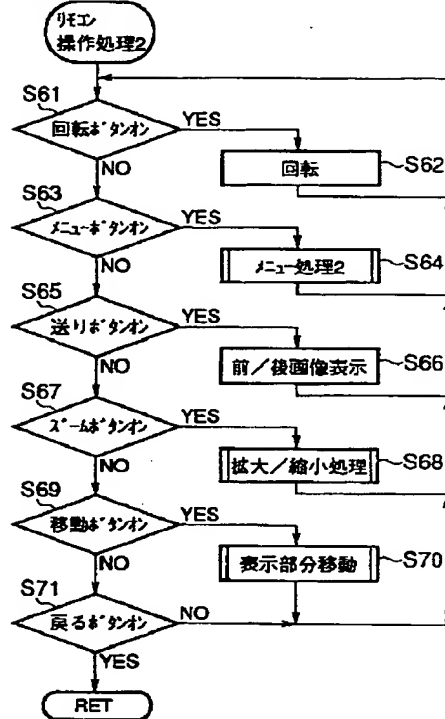 ﾘﾓｺﾝ
操作処理2
S61
回転ﾎﾞﾀﾝｵﾝ
YES
S62
回転
NO
S63
ﾒﾆｭｰﾎﾞﾀﾝｵﾝ
YES
S64
ﾒﾆｭｰ処理2
NO
S65
送りﾎﾞﾀﾝｵﾝ
YES
S66
前／後画像表示
NO
S67
ｽﾞｰﾑﾎﾞﾀﾝｵﾝ
YES
S68
拡大／縮小処理
NO
S69
移動ﾎﾞﾀﾝｵﾝ
YES
S70
表示部分移動
NO
S71
戻るﾎﾞﾀﾝｵﾝ
NO
YES
RET